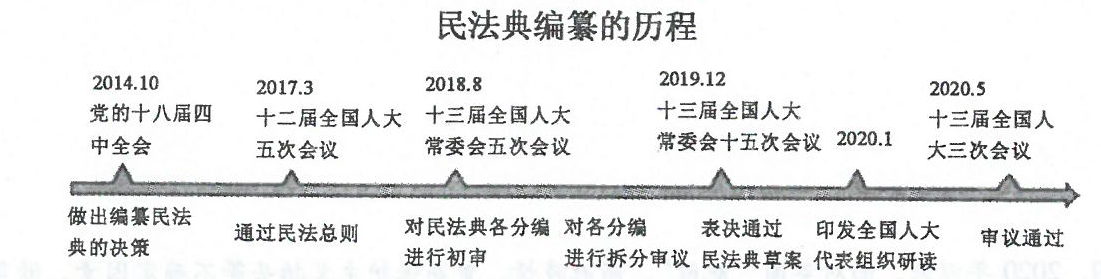 民法典编纂的历程
2014.10
党的十八届四
中全会
2017.3
十二届全国人大
五次会议
2018.8
十三届全国人大
常委会五次会议
2019.12
十三届全国人大
常委会十五次会议
2020.1
2020.5
十三届全国人
大三次会议
做出编纂民法
典的决策
通过民法总则
对民法典各分编
进行初审
对各分编
进行拆分审议
表决通过
民法典草案
印发全国人大
代表组织研读
审议通过